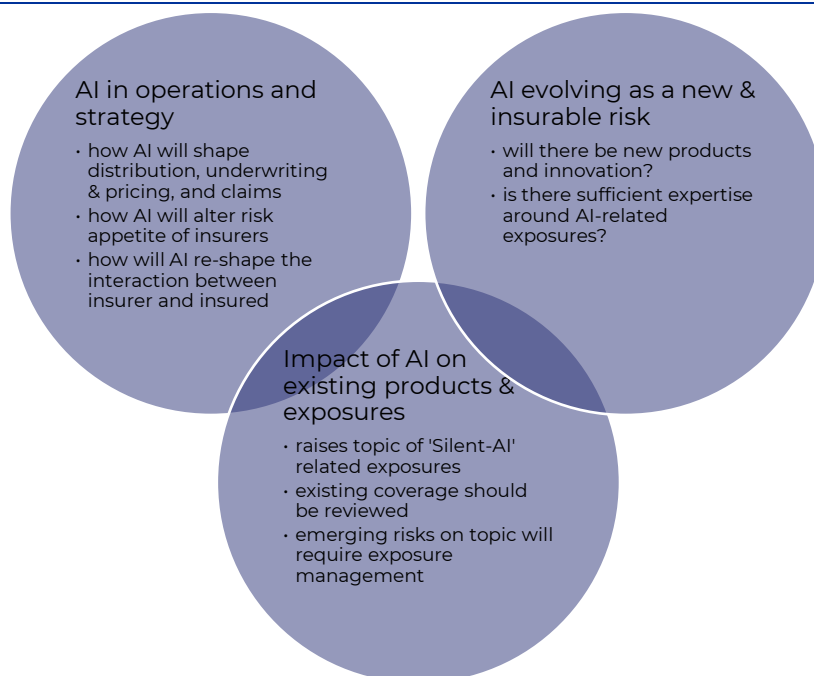 AI in operations and
strategy
· how AI will shape
distribution, underwriting
& pricing, and claims
· how AI will alter risk
appetite of insurers
· how will AI re-shape the
interaction between
insurer and insured
AI evolving as a new &
insurable risk
· will there be new products
and innovation?
· is there sufficient expertise
around AI-related
exposures?
Impact of AI on
existing products &
exposures
· raises topic of 'Silent-AI'
related exposures
· existing coverage should
be reviewed
· emerging risks on topic will
require exposure
management